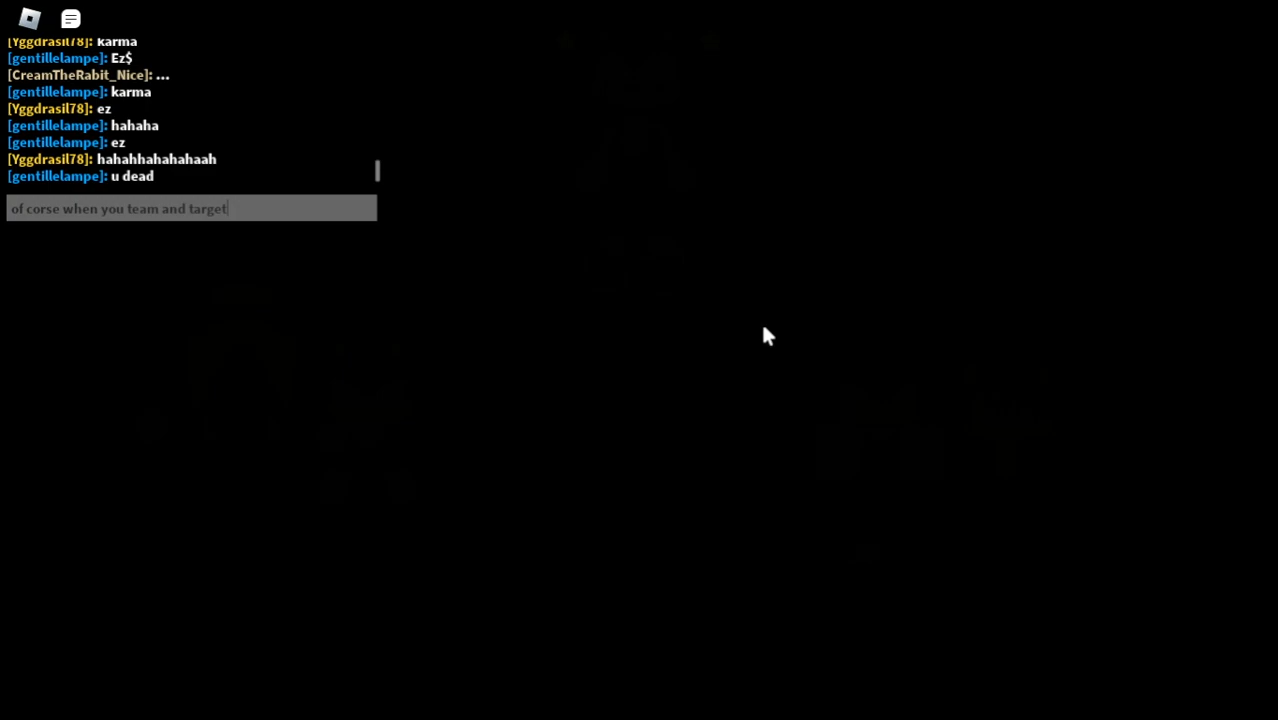 [Yggdrasil78]: karma
[gentillelampe]: Ez$
[CreamTheRabit_Nice]: ...
[gentillelampe]: karma
[Yggdrasil78]: ez
[gentillelampe]: hahaha
[gentillelampe]: ez
[Yggdrasil78]: hahahhahahahaah
[gentillelampe]: u dead
of corse when you team and target